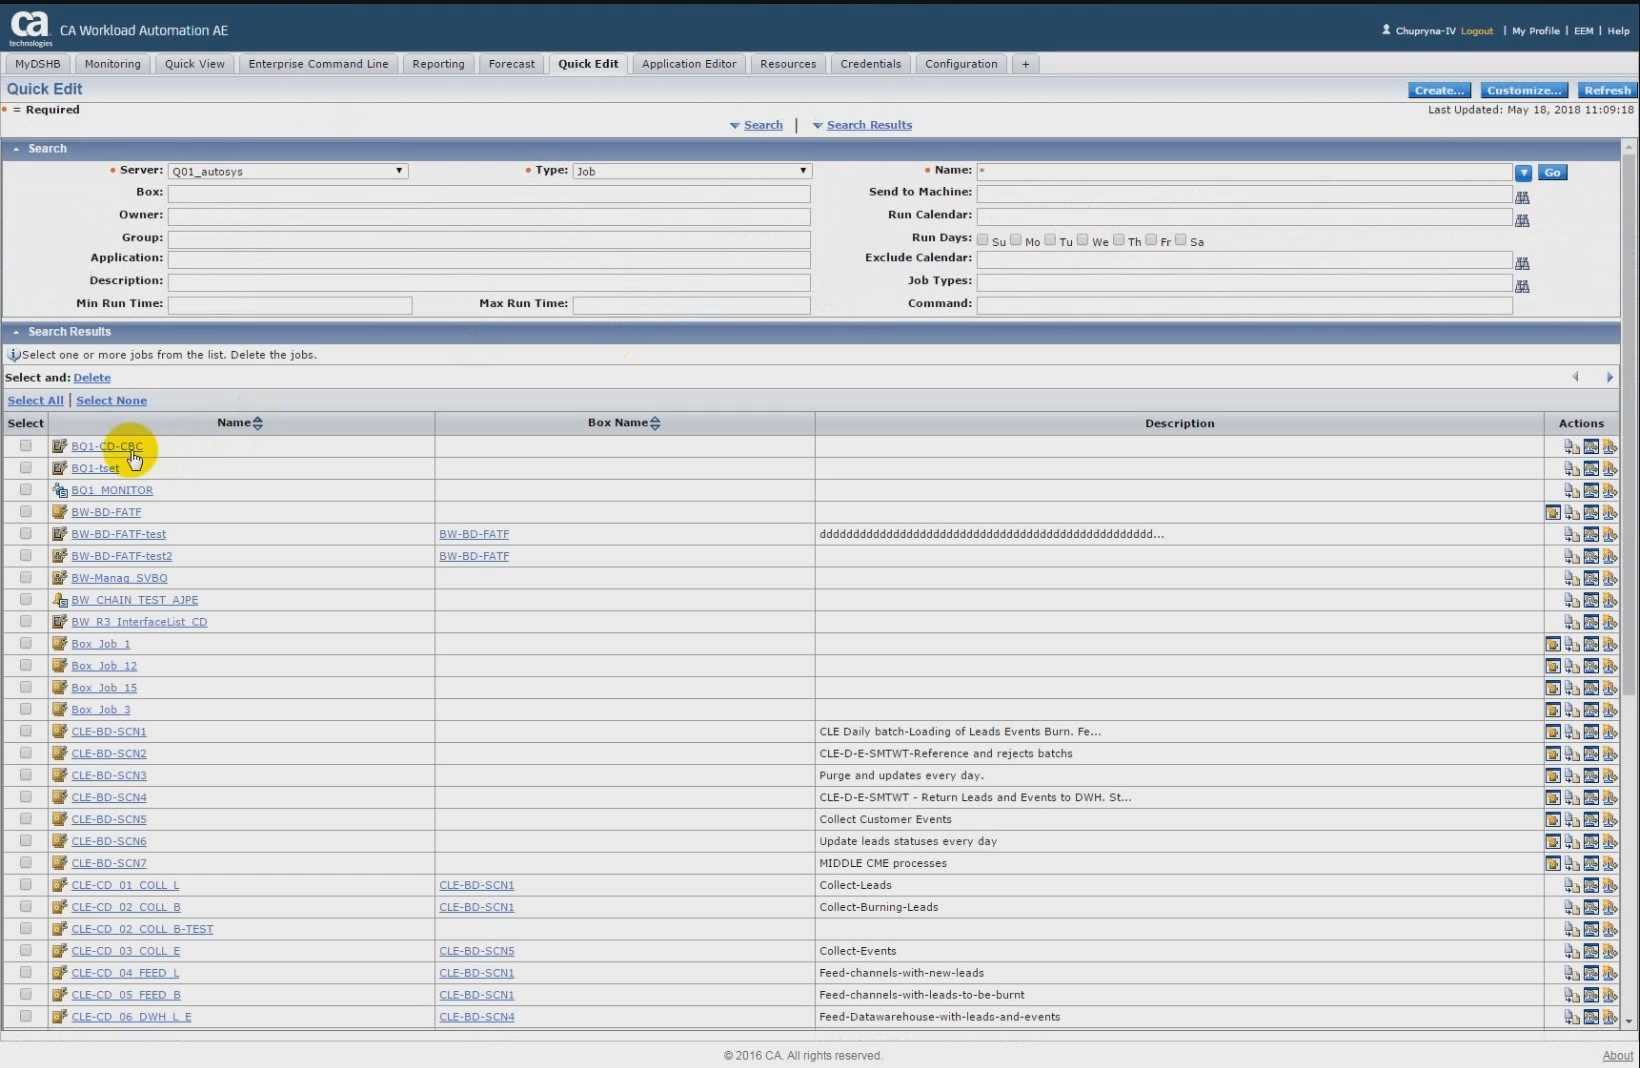 ca technologies CA Workload Automation AE Chupryna-IV Logout | My Profile | EEM | Help
MyDSHB Monitoring Quick View Enterprise Command Line Reporting Forecast Quick Edit Application Editor Resources Credentials Configuration +
Quick Edit Create... Customize... Refresh
• = Required Last Updated: May 18, 2018 11:09:18
Search | Search Results
Search
• Server: Q01_autosys • Type: Job • Name: * Go
Box: Send to Machine:
Owner: Run Calendar:
Group: Run Days: Su Mo Tu We Th Fr Sa
Application: Exclude Calendar:
Description: Job Types:
Min Run Time: Max Run Time: Command:
Search Results
Select one or more jobs from the list. Delete the jobs.
Select and: Delete
Select All | Select None
Select Name Box Name Description Actions
BQ1-CD-CBC
BQ1-tset
BQ1_MONITOR
BW-BD-FATF
BW-BD-FATF-test BW-BD-FATF
BW-BD-FATF-test2 BW-BD-FATF
BW-Manag_SVBO
BW_CHAIN_TEST_AJPE
BW_R3_InterfaceList_CD
Box_Job_1
Box_Job_12
Box_Job_15
Box_Job_3
CLE-BD-SCN1 CLE Daily batch-Loading of Leads Events Burn. Fe...
CLE-BD-SCN2 CLE-D-E-SMTWT-Reference and rejects batchs
CLE-BD-SCN3 Purge and updates every day.
CLE-BD-SCN4 CLE-D-E-SMTWT - Return Leads and Events to DWH. St...
CLE-BD-SCN5 Collect Customer Events
CLE-BD-SCN6 Update leads statuses every day
CLE-BD-SCN7 MIDDLE CME processes
CLE-CD_01_COLL_L CLE-BD-SCN1 Collect-Leads
CLE-CD_02_COLL_B CLE-BD-SCN1 Collect-Burning-Leads
CLE-CD_02_COLL_B-TEST
CLE-CD_03_COLL_E CLE-BD-SCN5 Collect-Events
CLE-CD_04_FEED_L CLE-BD-SCN1 Feed-channels-with-new-leads
CLE-CD_05_FEED_B CLE-BD-SCN1 Feed-channels-with-leads-to-be-burnt
CLE-CD_06_DWH_L_E CLE-BD-SCN4 Feed-Datawarehouse-with-leads-and-events
© 2016 CA. All rights reserved. About